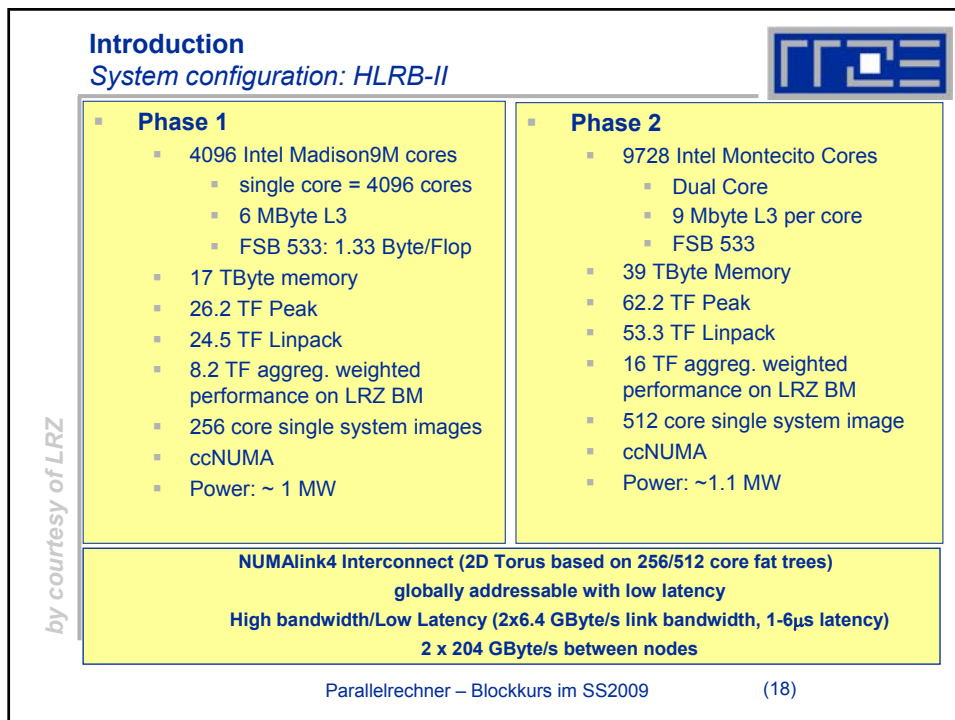 Introduction
System configuration: HLRB-II
Phase 1
4096 Intel Madison9M cores
single core = 4096 cores
6 MByte L3
FSB 533: 1.33 Byte/Flop
17 TByte memory
26.2 TF Peak
24.5 TF Linpack
8.2 TF aggreg. weighted
performance on LRZ BM
256 core single system images
ccNUMA
Power: ~ 1 MW
Phase 2
9728 Intel Montecito Cores
Dual Core
9 Mbyte L3 per core
FSB 533
39 TByte Memory
62.2 TF Peak
53.3 TF Linpack
16 TF aggreg. weighted
performance on LRZ BM
512 core single system image
ccNUMA
Power: ~1.1 MW
by courtesy of LRZ
NUMAlink4 Interconnect (2D Torus based on 256/512 core fat trees)
globally addressable with low latency
High bandwidth/Low Latency (2x6.4 GByte/s link bandwidth, 1-6μs latency)
2 x 204 GByte/s between nodes
Parallelrechner – Blockkurs im SS2009 (18)